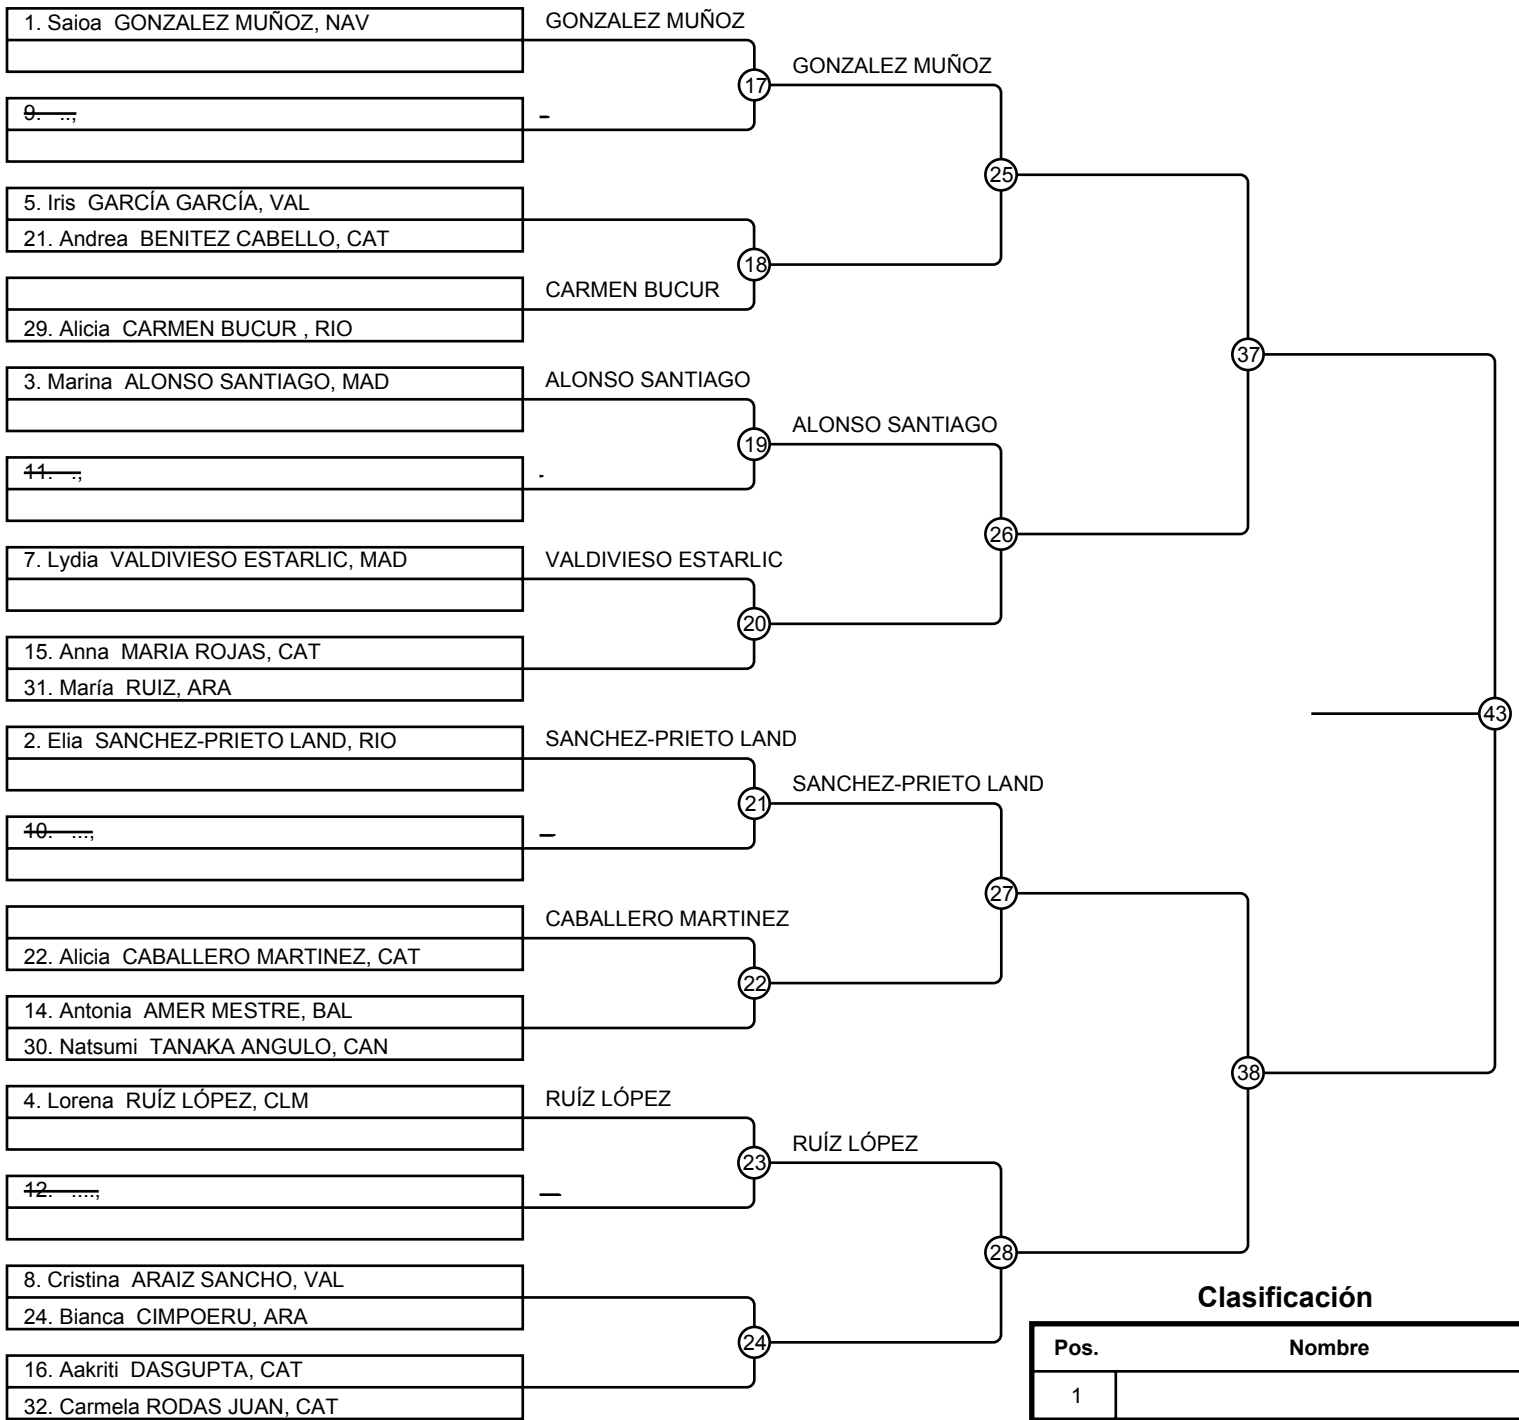 1. Saioa GONZALEZ MUÑOZ, NAV
GONZALEZ MUÑOZ
GONZALEZ MUÑOZ
17
9. ..,
-
25
5. Iris GARCÍA GARCÍA, VAL
21. Andrea BENITEZ CABELLO, CAT
18
CARMEN BUCUR
29. Alicia CARMEN BUCUR , RIO
37
3. Marina ALONSO SANTIAGO, MAD
ALONSO SANTIAGO
ALONSO SANTIAGO
19
11. .,
-
26
7. Lydia VALDIVIESO ESTARLIC, MAD
VALDIVIESO ESTARLIC
20
15. Anna MARIA ROJAS, CAT
31. María RUIZ, ARA
43
2. Elia SANCHEZ-PRIETO LAND, RIO
SANCHEZ-PRIETO LAND
SANCHEZ-PRIETO LAND
21
10. ...,
-
27
CABALLERO MARTINEZ
22. Alicia CABALLERO MARTINEZ, CAT
22
14. Antonia AMER MESTRE, BAL
30. Natsumi TANAKA ANGULO, CAN
38
4. Lorena RUÍZ LÓPEZ, CLM
RUÍZ LÓPEZ
RUÍZ LÓPEZ
23
12. ....,
-
28
8. Cristina ARAIZ SANCHO, VAL
24. Bianca CIMPOERU, ARA
24
16. Aakriti DASGUPTA, CAT
32. Carmela RODAS JUAN, CAT
Clasificación
Pos. Nombre
1